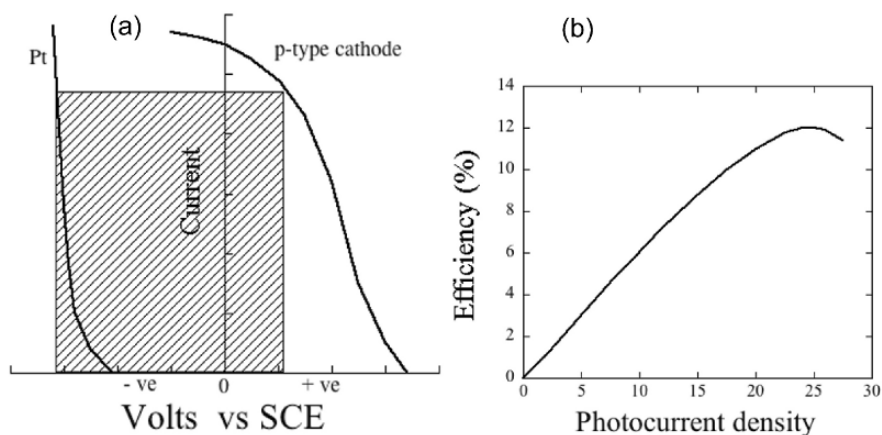 (a)
Pt
p-type cathode
Current
- ve
0
+ ve
Volts vs SCE
(b)
14
12
10
8
6
4
2
0
Efficiency (%)
0
5
10
15
20
25
30
Photocurrent density